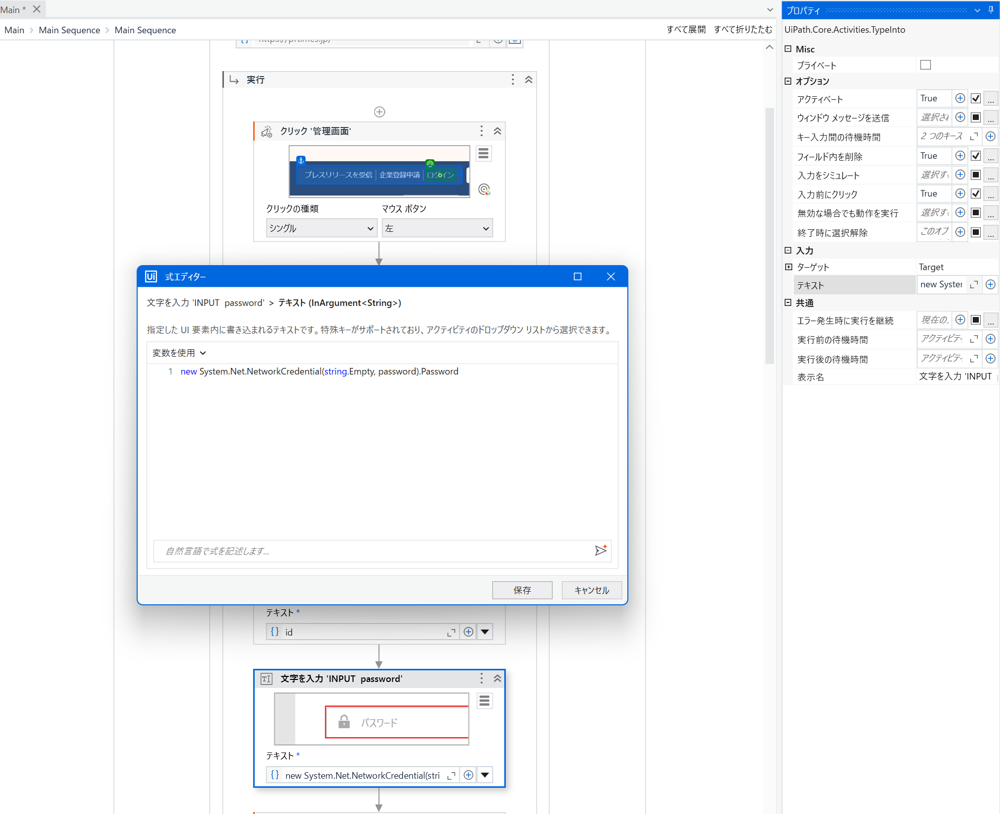 Main *
Main > Main Sequence > Main Sequence
すべて展開 すべて折りたたむ
https://prtimes.jp/
実行
クリック '管理画面'
プレスリリースを受信 企業登録申請 ログイン
クリックの種類 マウス ボタン
シングル 左
式エディター
文字を入力 'INPUT password' > テキスト (InArgument<String>)
指定した UI 要素内に書き込まれるテキストです。特殊キーがサポートされており、アクティビティのドロップダウン リストから選択できます。
変数を使用
1 new System.Net.NetworkCredential(string.Empty, password).Password
自然言語で式を記述します...
保存 キャンセル
テキスト *
{} id
文字を入力 'INPUT password'
パスワード
テキスト *
{} new System.Net.NetworkCredential(stri
プロパティ
UiPath.Core.Activities.TypeInto
Misc
プライベート
オプション
アクティベート True ...
ウィンドウ メッセージを送信 選択さ ...
キー入力間の待機時間 2 つのキース
フィールド内を削除 True ...
入力をシミュレート 選択す ...
入力前にクリック True ...
無効な場合でも動作を実行 選択す ...
終了時に選択解除 このオブ ...
入力
ターゲット Target
テキスト new Syster
共通
エラー発生時に実行を継続 現在の ...
実行前の待機時間 アクティビティ
実行後の待機時間 アクティビティ
表示名 文字を入力 'INPUT